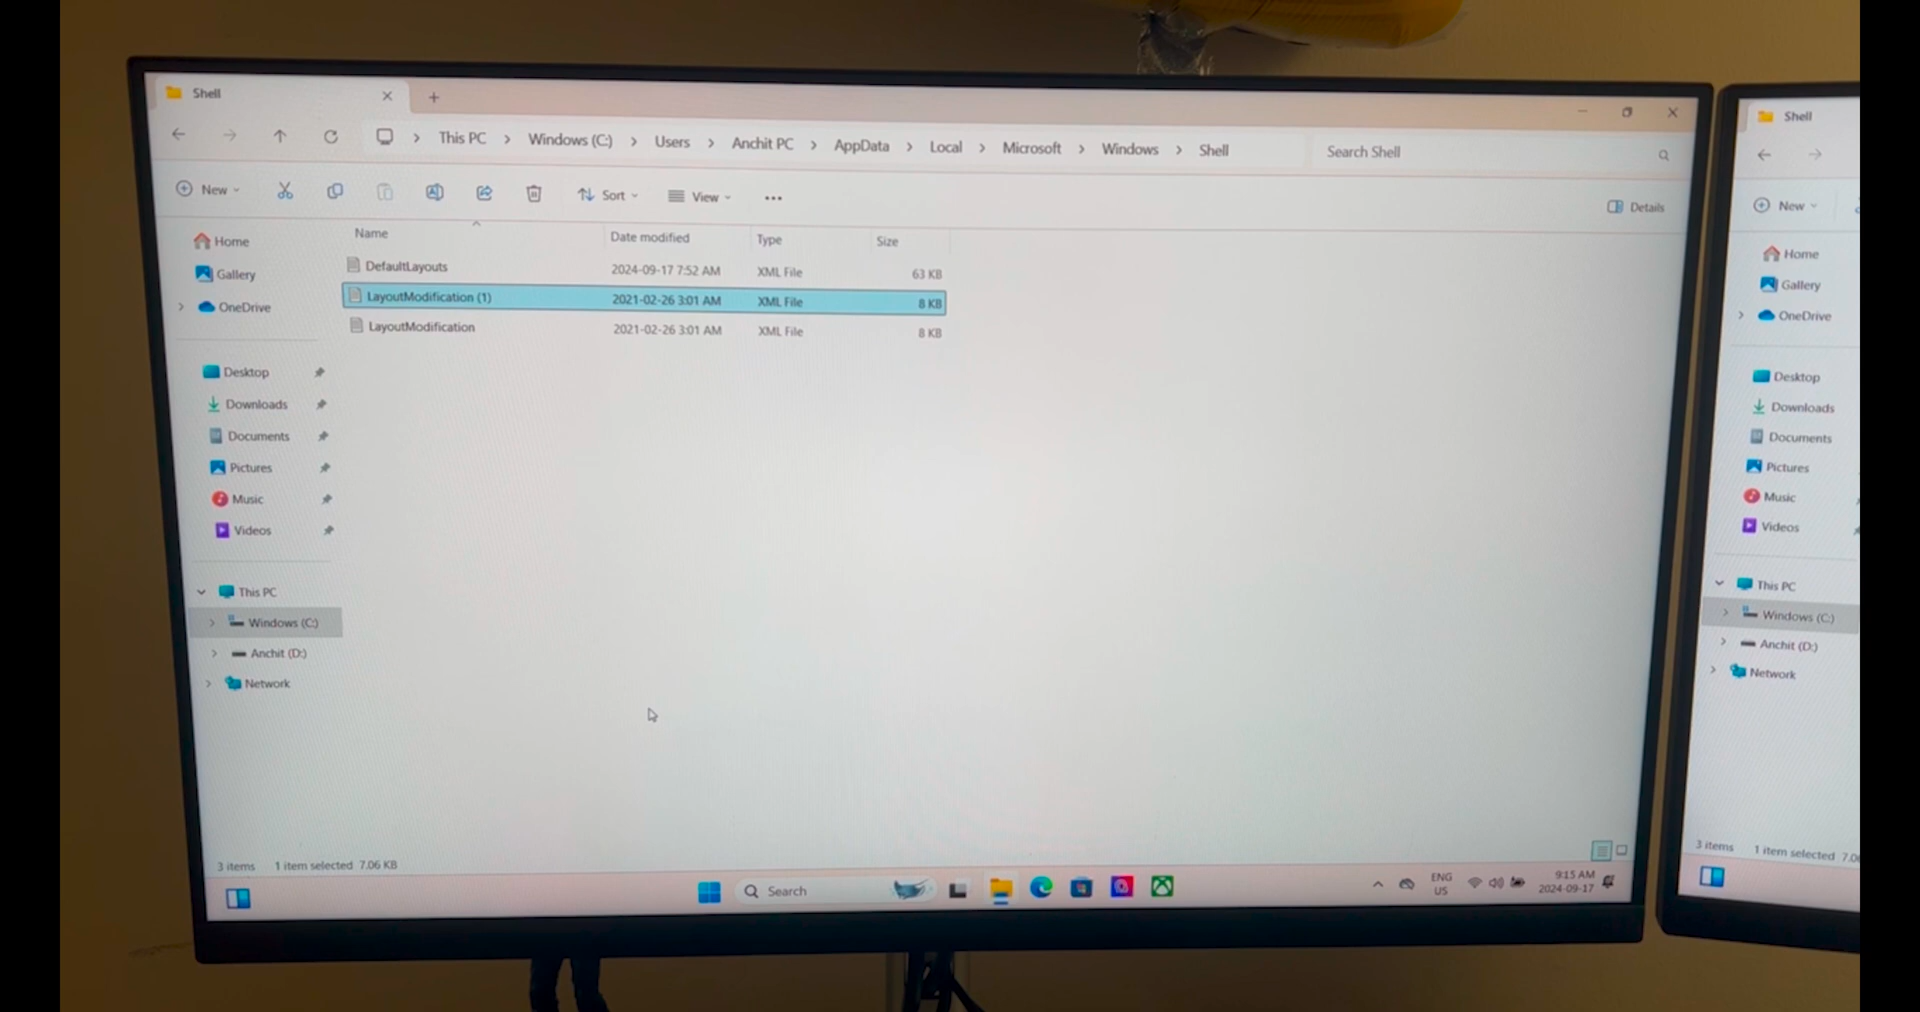 Shell
This PC > Windows (C:) > Users > Anchit PC > AppData > Local > Microsoft > Windows > Shell
Search Shell
New
Sort
View
Details
Name
Date modified
Type
Size
DefaultLayouts 2024-09-17 7:52 AM XML File 63 KB
LayoutModification (1) 2021-02-26 3:01 AM XML File 8 KB
LayoutModification 2021-02-26 3:01 AM XML File 8 KB
Home
Gallery
OneDrive
Desktop
Downloads
Documents
Pictures
Music
Videos
This PC
Windows (C:)
Anchit (D:)
Network
3 items 1 item selected 7.06 KB
Search
ENG
US
9:15 AM
2024-09-17
Shell
New
Home
Gallery
OneDrive
Desktop
Downloads
Documents
Pictures
Music
Videos
This PC
Windows (C:)
Anchit (D:)
Network
3 items 1 item selected 7.0